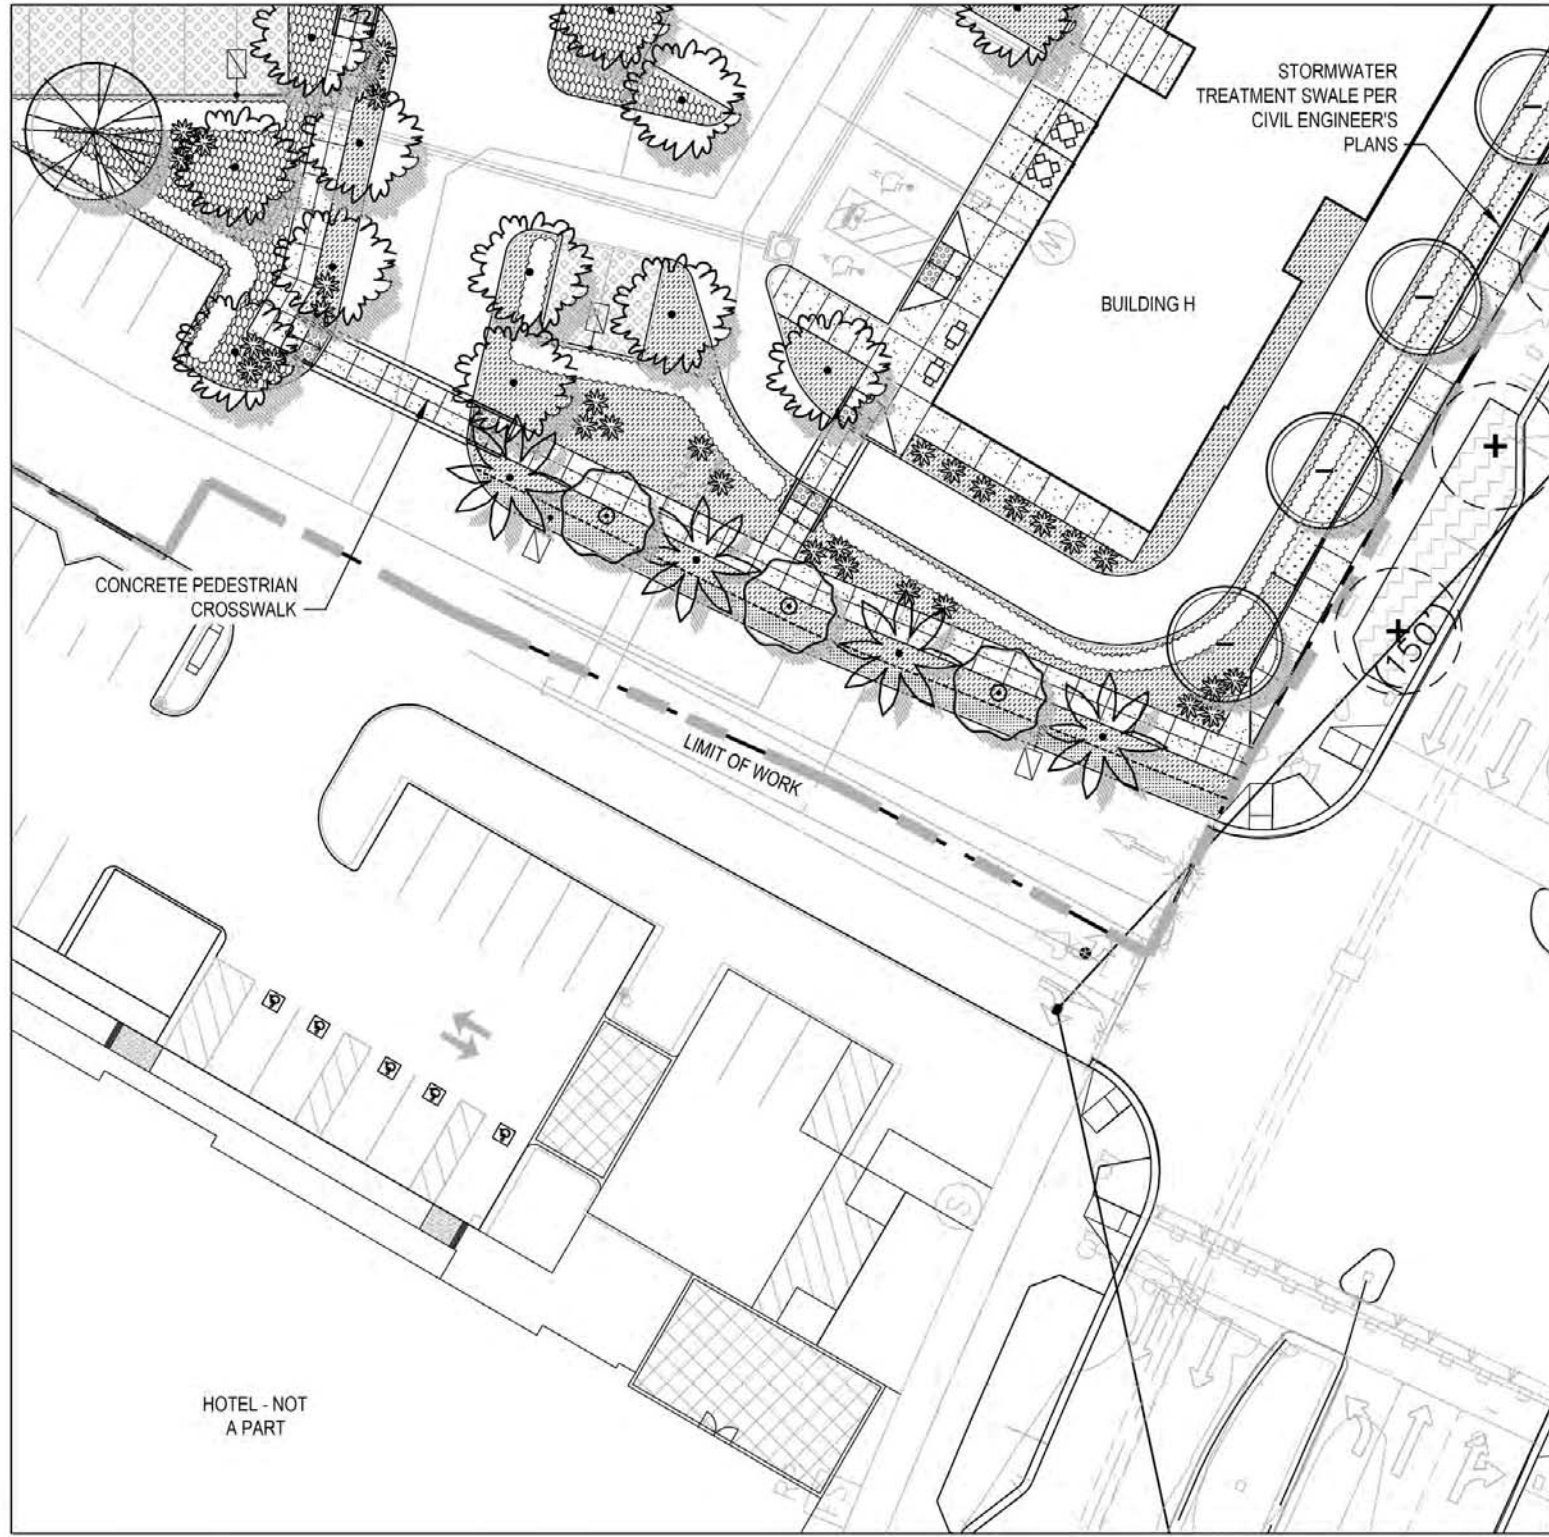 STORMWATER
TREATMENT SWALE PER
CIVIL ENGINEER'S
PLANS
M
BUILDING H
CONCRETE PEDESTRIAN
CROSSWALK
(150)
LIMIT OF WORK
S
HOTEL - NOT
A PART